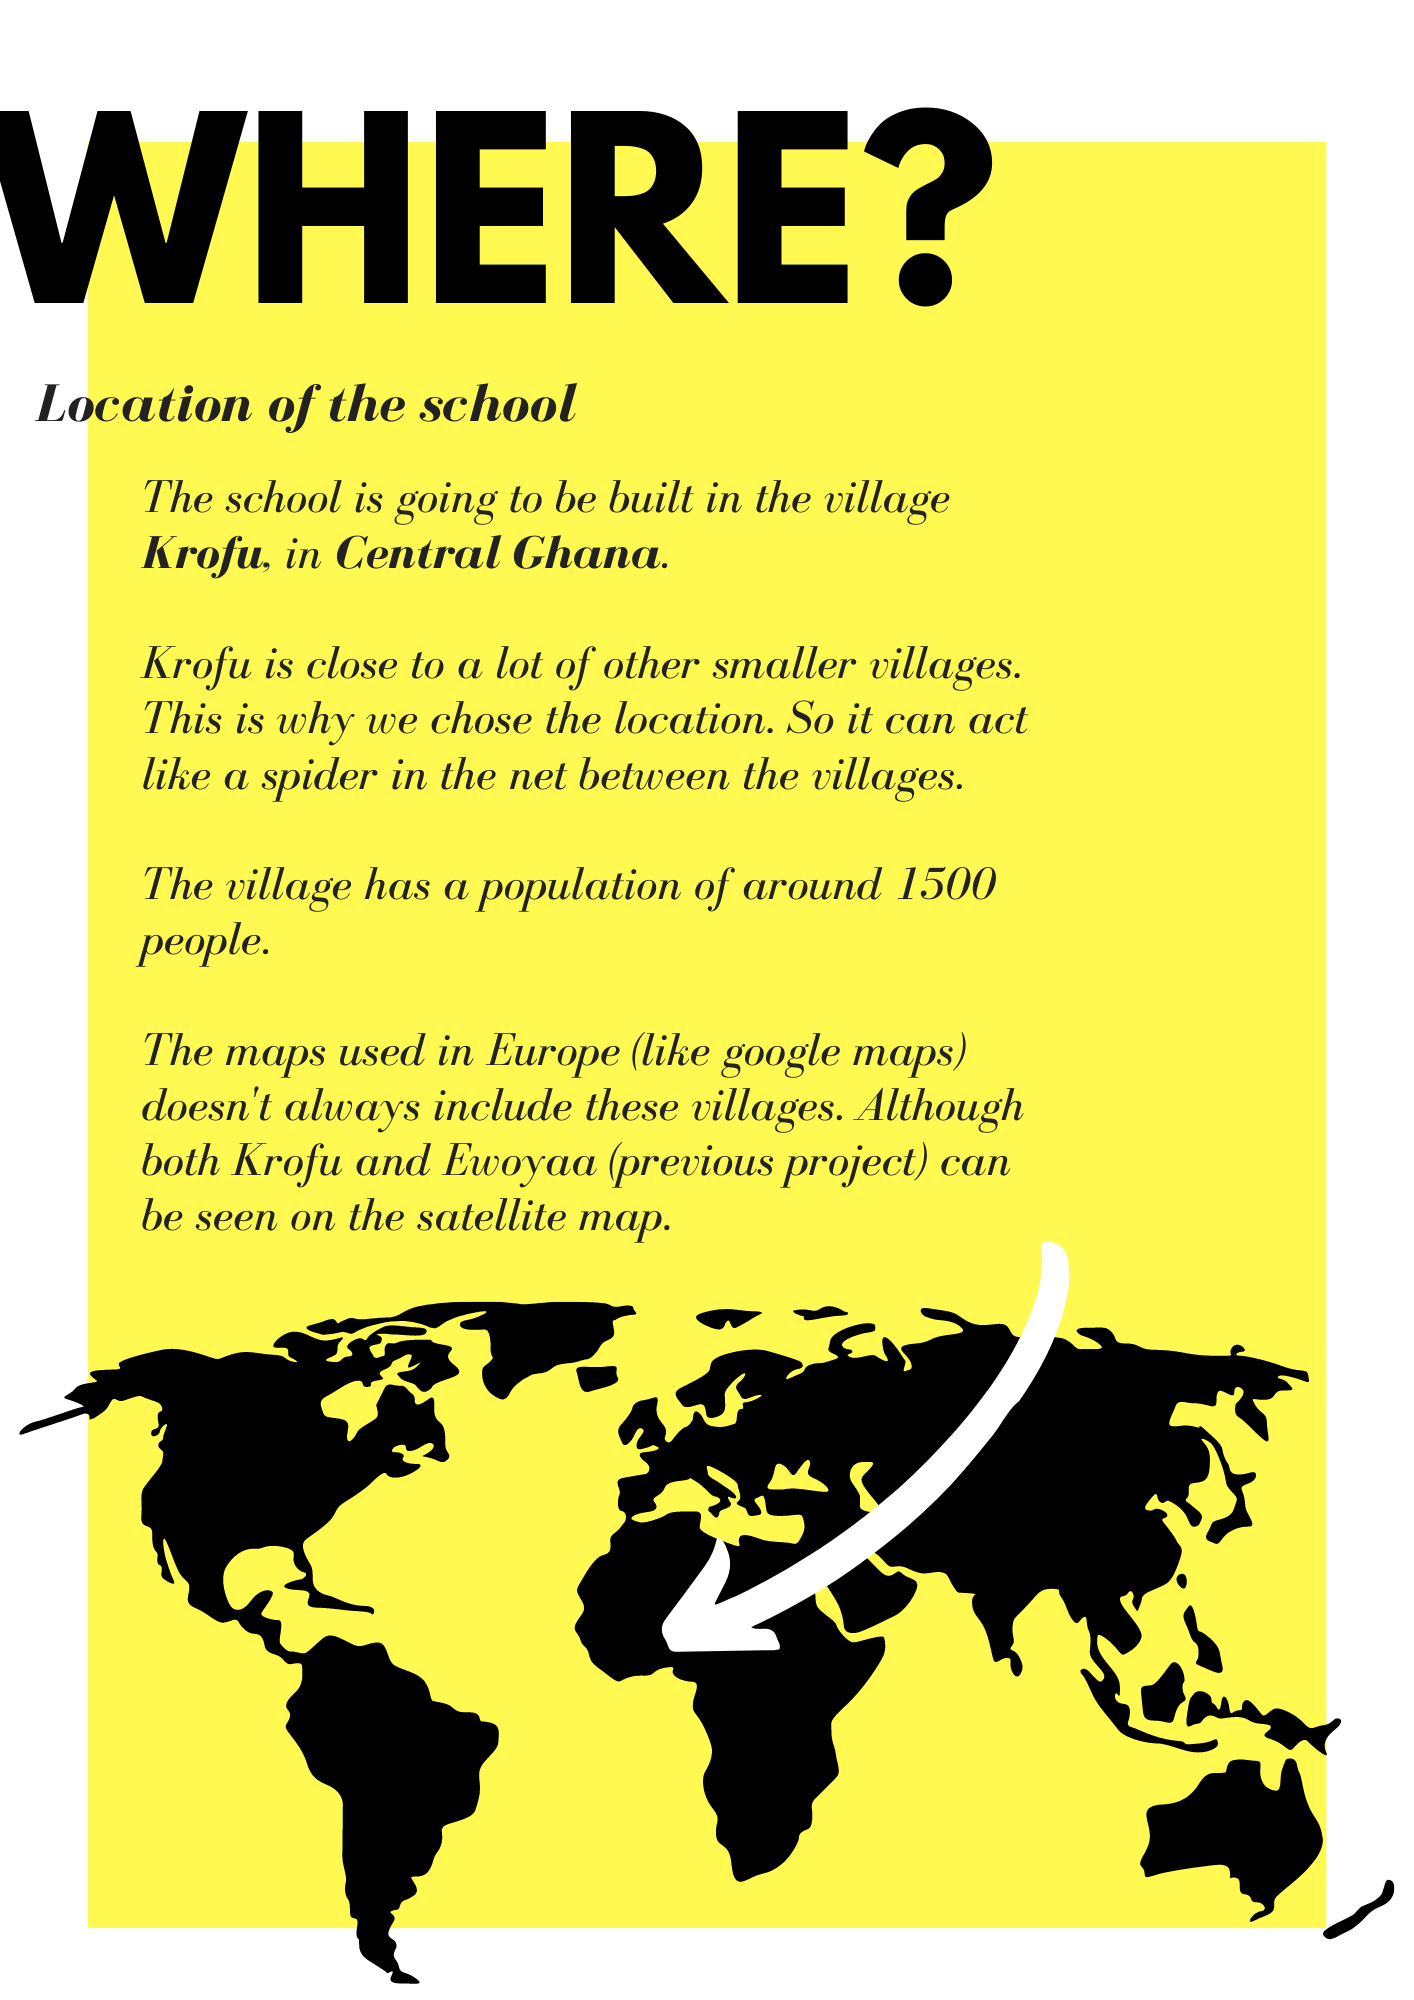 WHERE?
Location of the school
The school is going to be built in the village
Krofu, in Central Ghana.
Krofu is close to a lot of other smaller villages.
This is why we chose the location. So it can act
like a spider in the net between the villages.
The village has a population of around 1500
people.
The maps used in Europe (like google maps)
doesn't always include these villages. Although
both Krofu and Ewoyaa (previous project) can
be seen on the satellite map.